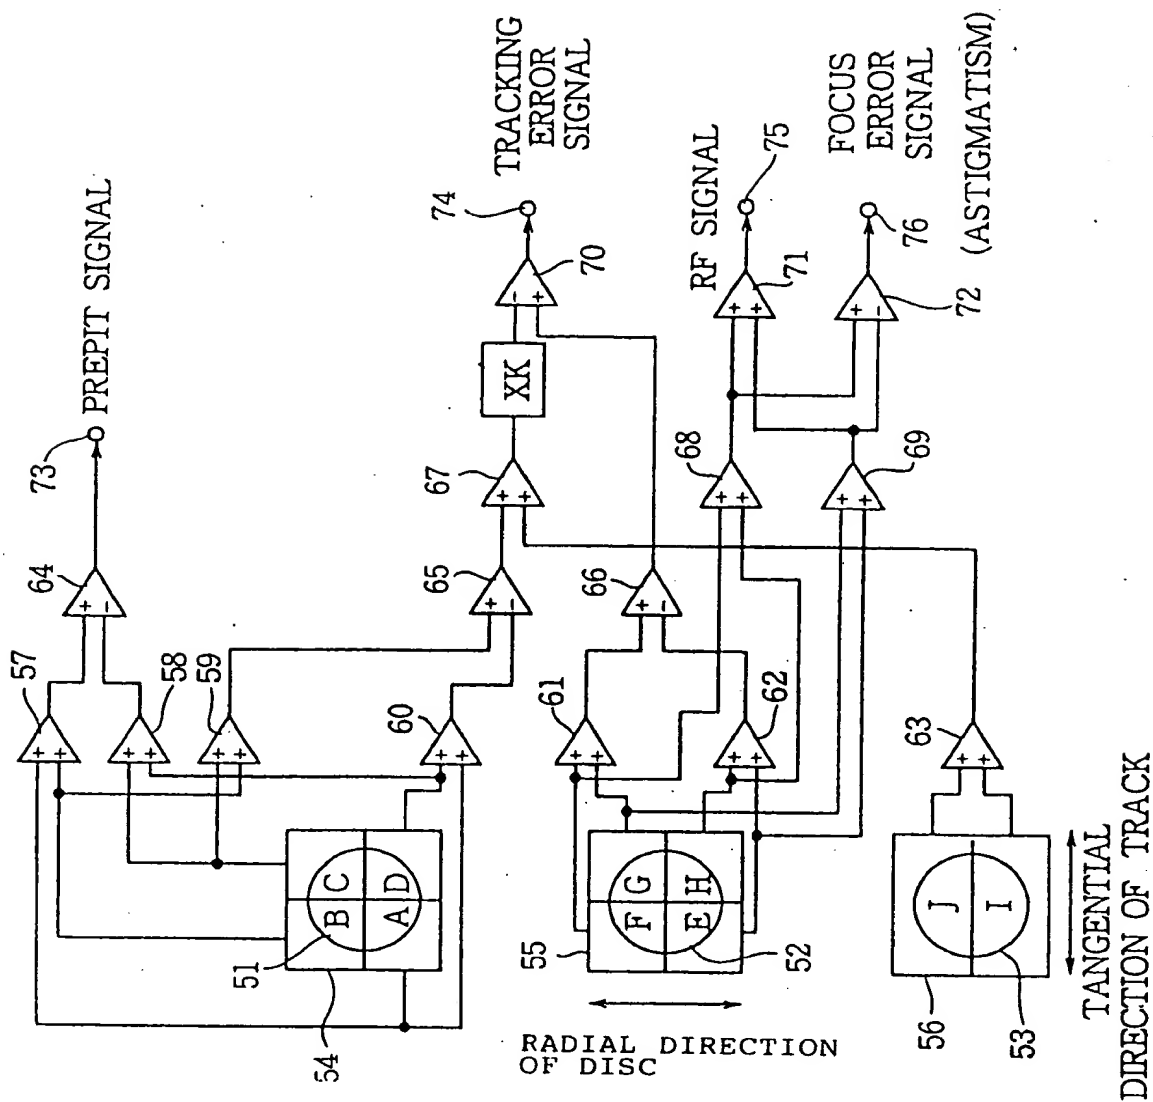 PREPIT SIGNAL
73
64
57
58
59
60
B
C
A
D
51
54
TRACKING
ERROR
SIGNAL
74
70
XK
67
65
66
61
62
F
G
E
H
55
52
RADIAL DIRECTION
OF DISC
RF SIGNAL
75
71
FOCUS
ERROR
SIGNAL
(ASTIGMATISM)
76
72
68
69
63
J
I
56
53
TANGENTIAL
DIRECTION OF TRACK
+
+
+
+
+
+
+
+
+
−
+
+
+
+
+
+
+
−
+
−
+
+
+
+
+
+
−
+
+
+
+
−